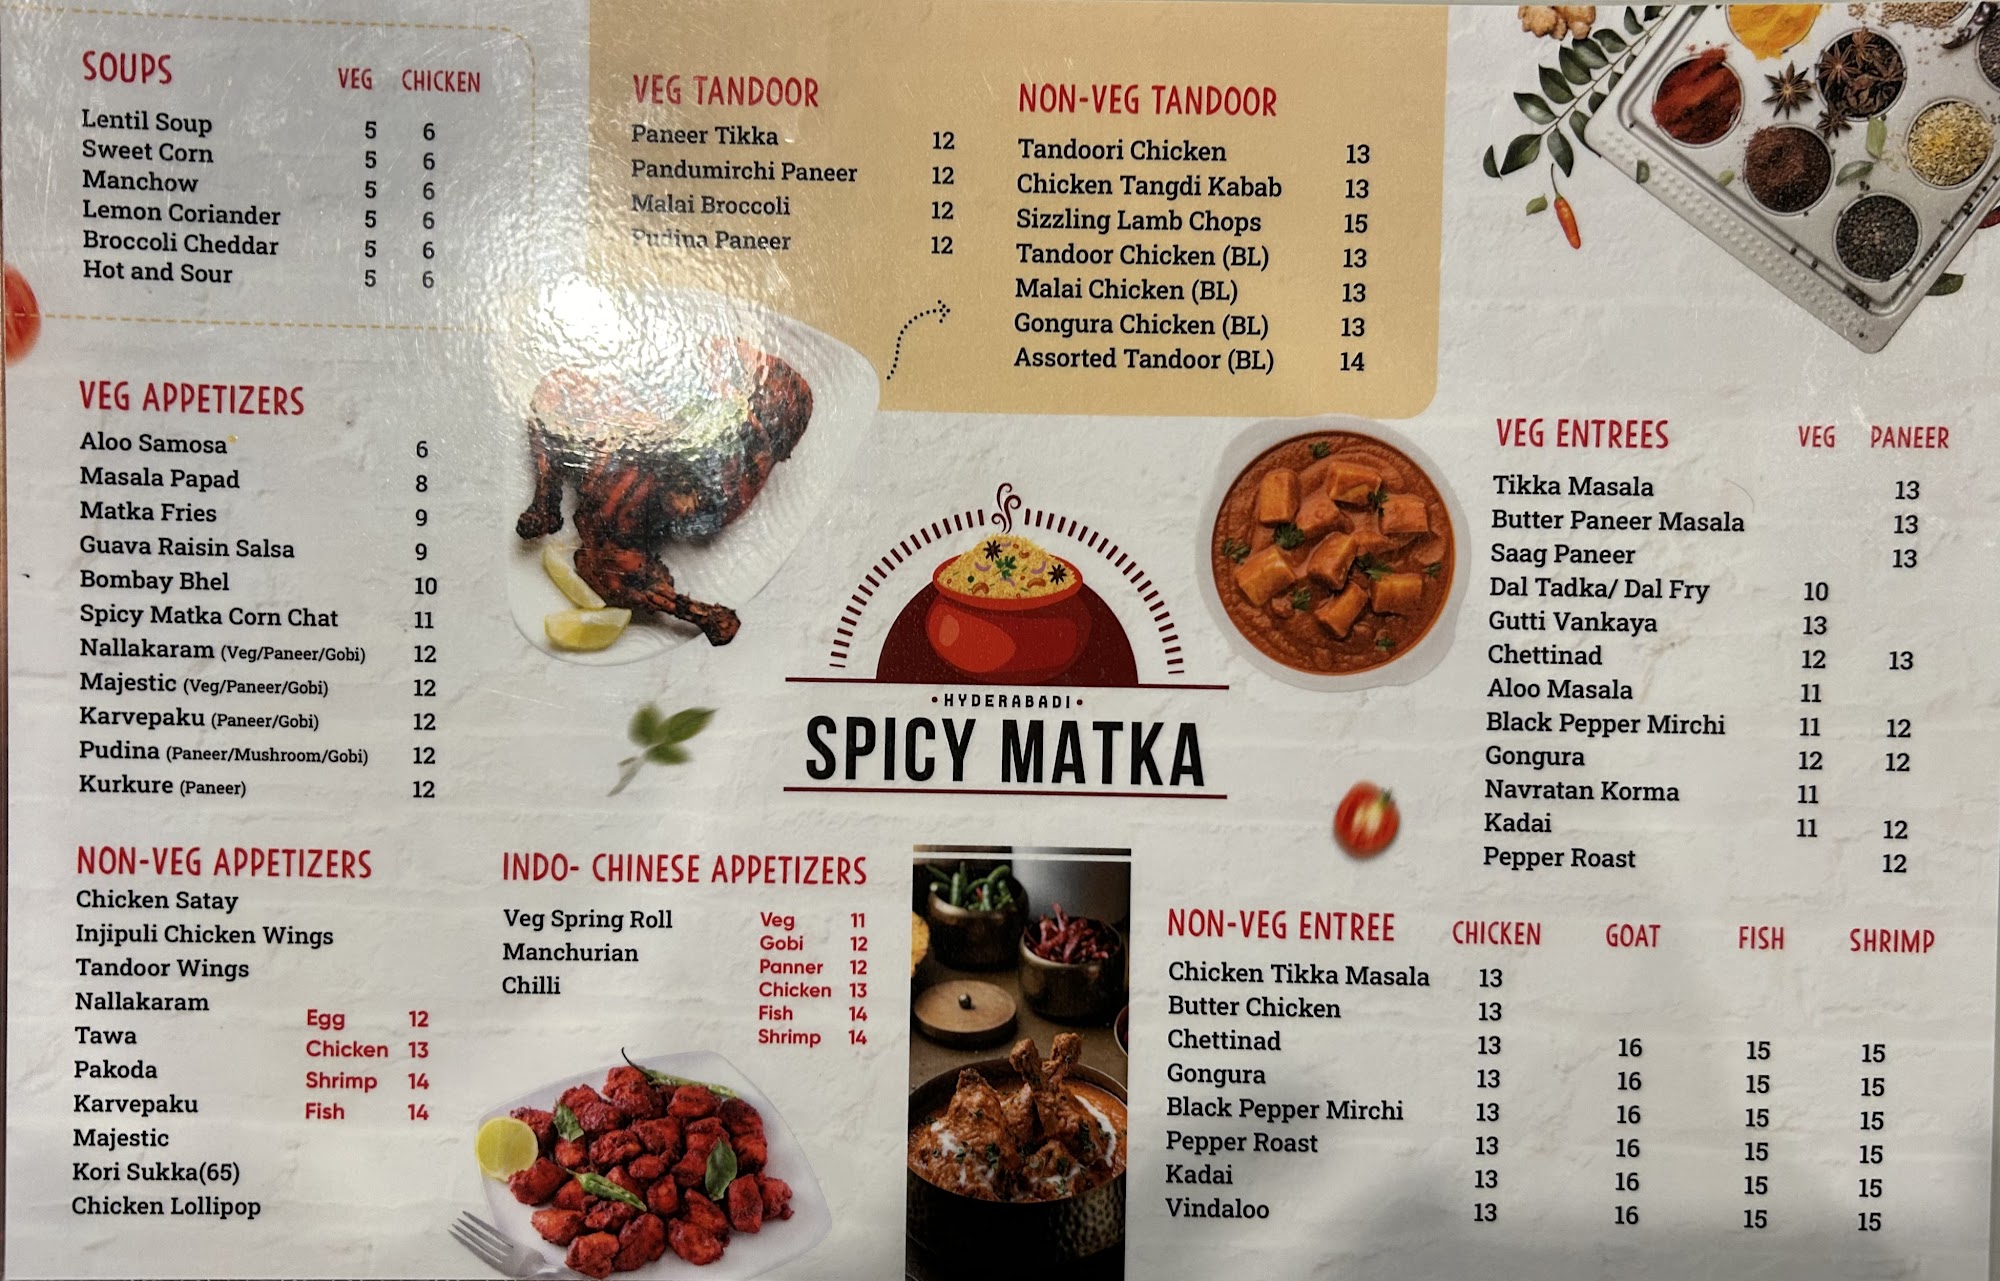 SOUPS VEG CHICKEN
Lentil Soup 5 6
Sweet Corn 5 6
Manchow 5 6
Lemon Coriander 5 6
Broccoli Cheddar 5 6
Hot and Sour 5 6
VEG TANDOOR
Paneer Tikka 12
Pandumirchi Paneer 12
Malai Broccoli 12
Pudina Paneer 12
NON-VEG TANDOOR
Tandoori Chicken 13
Chicken Tangdi Kabab 13
Sizzling Lamb Chops 15
Tandoor Chicken (BL) 13
Malai Chicken (BL) 13
Gongura Chicken (BL) 13
Assorted Tandoor (BL) 14
VEG APPETIZERS
Aloo Samosa 6
Masala Papad 8
Matka Fries 9
Guava Raisin Salsa 9
Bombay Bhel 10
Spicy Matka Corn Chat 11
Nallakaram (Veg/Paneer/Gobi) 12
Majestic (Veg/Paneer/Gobi) 12
Karvepaku (Paneer/Gobi) 12
Pudina (Paneer/Mushroom/Gobi) 12
Kurkure (Paneer) 12
•HYDERABADI•
SPICY MATKA
VEG ENTREES VEG PANEER
Tikka Masala 13
Butter Paneer Masala 13
Saag Paneer 13
Dal Tadka/ Dal Fry 10
Gutti Vankaya 13
Chettinad 12 13
Aloo Masala 11
Black Pepper Mirchi 11 12
Gongura 12 12
Navratan Korma 11
Kadai 11 12
Pepper Roast 12
NON-VEG APPETIZERS
Chicken Satay
Injipuli Chicken Wings
Tandoor Wings
Nallakaram
Tawa
Pakoda
Karvepaku
Majestic
Kori Sukka(65)
Chicken Lollipop
Egg 12
Chicken 13
Shrimp 14
Fish 14
INDO- CHINESE APPETIZERS
Veg Spring Roll
Manchurian
Chilli
Veg 11
Gobi 12
Panner 12
Chicken 13
Fish 14
Shrimp 14
NON-VEG ENTREE CHICKEN GOAT FISH SHRIMP
Chicken Tikka Masala 13
Butter Chicken 13
Chettinad 13 16 15 15
Gongura 13 16 15 15
Black Pepper Mirchi 13 16 15 15
Pepper Roast 13 16 15 15
Kadai 13 16 15 15
Vindaloo 13 16 15 15